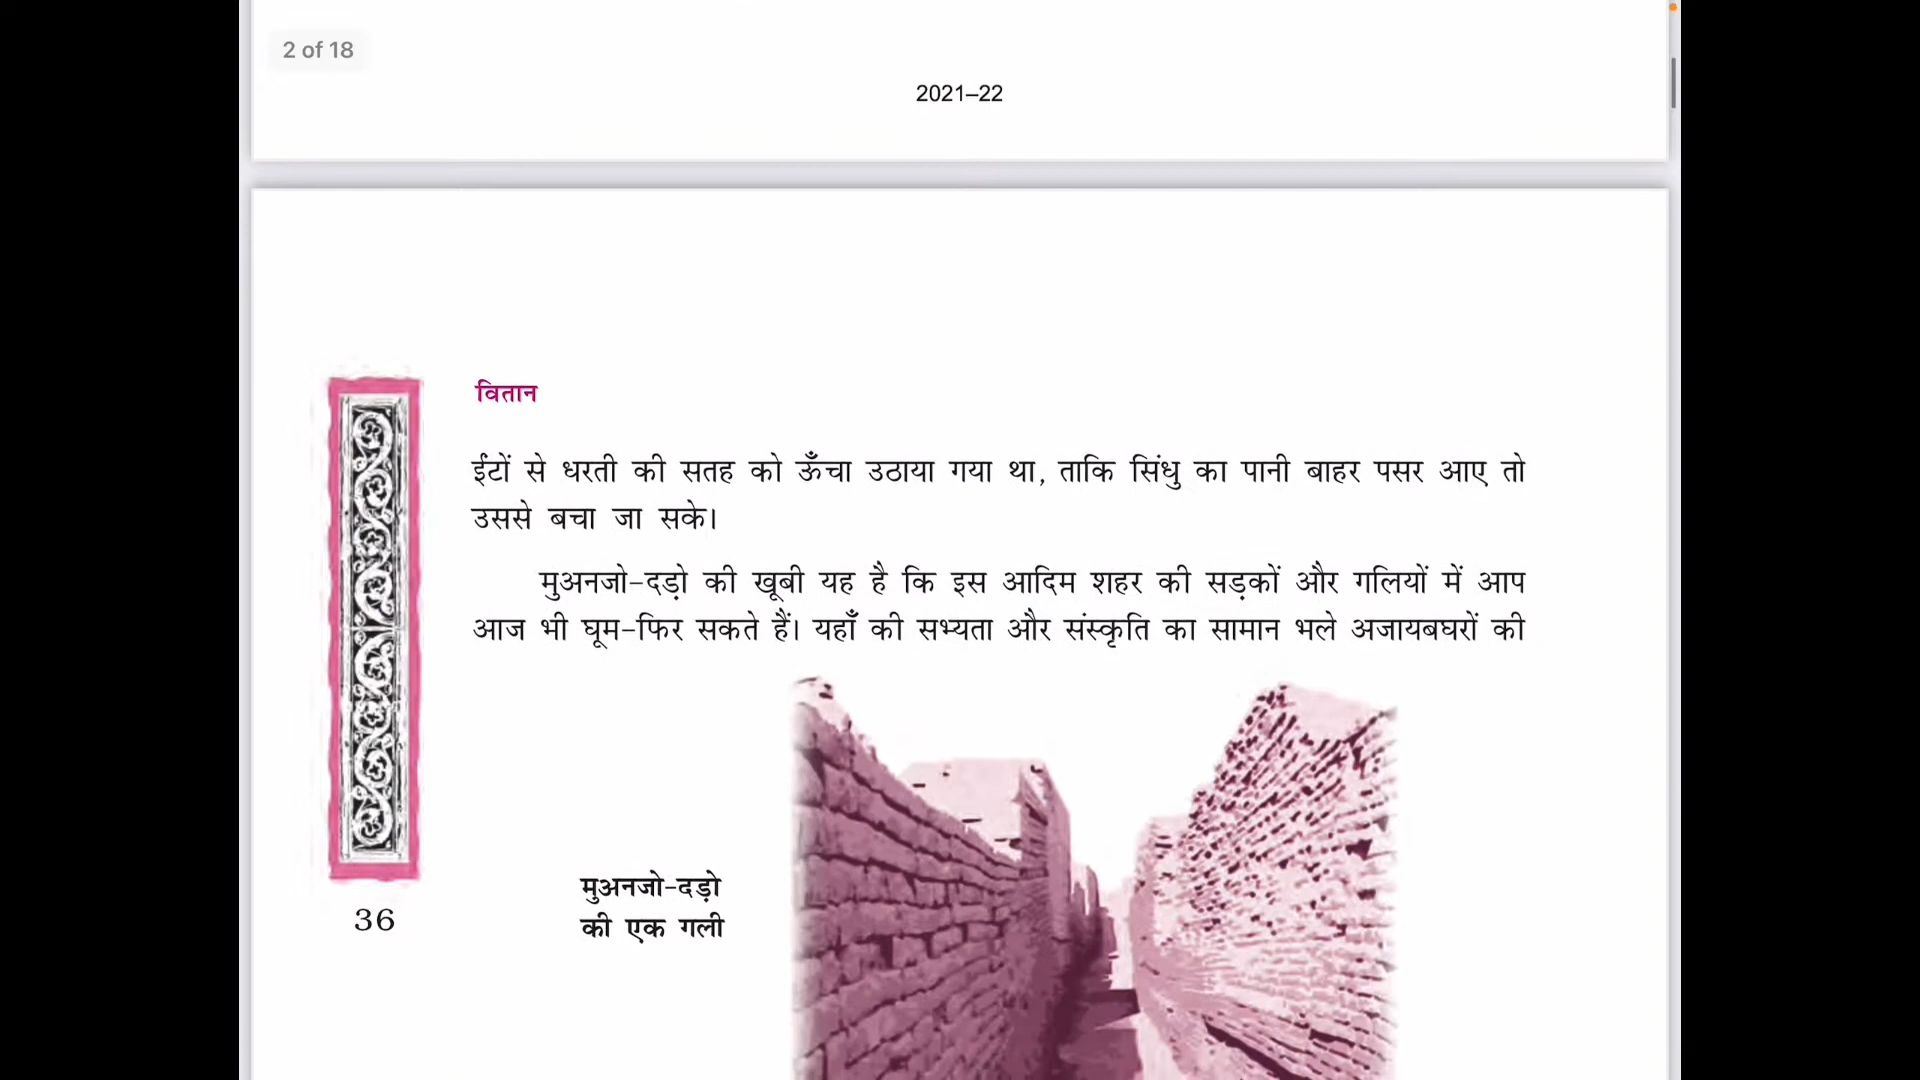 2 of 18
2021–22
वितान
ईंटों से धरती की सतह को ऊँचा उठाया गया था, ताकि सिंधु का पानी बाहर पसर आए तो
उससे बचा जा सके।
मुअनजो-दड़ो की खूबी यह है कि इस आदिम शहर की सड़कों और गलियों में आप
आज भी घूम-फिर सकते हैं। यहाँ की सभ्यता और संस्कृति का सामान भले अजायबघरों की
मुअनजो-दड़ो
की एक गली
36